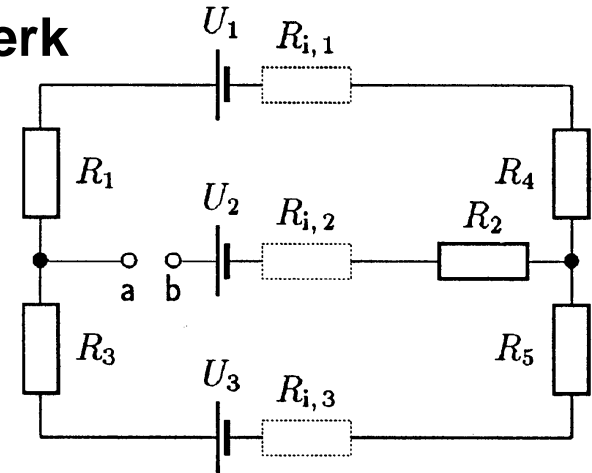 erk
U₁ Rᵢ,₁
R₁ R₄
U₂ Rᵢ,₂ R₂
a b
R₃ R₅
U₃ Rᵢ,₃